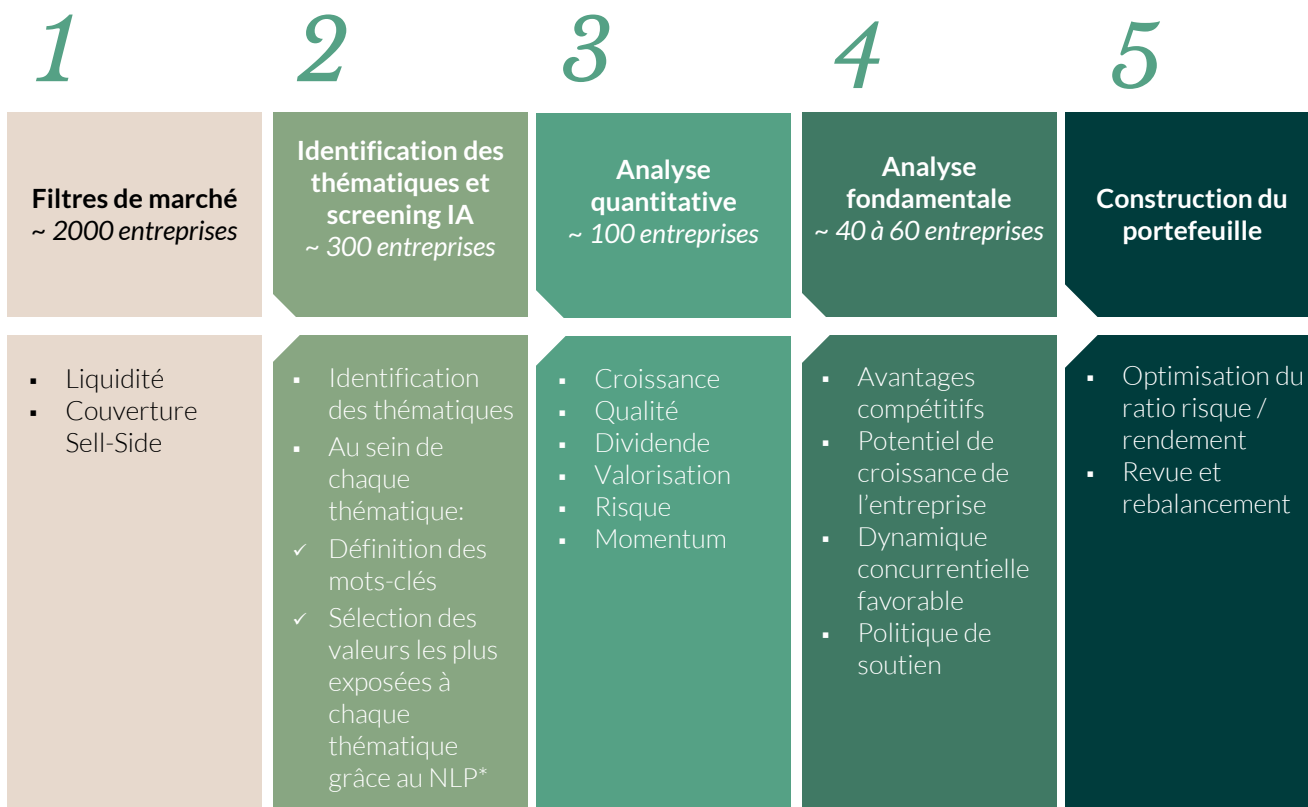 1
2
3
4
5
Filtres de marché
~ 2000 entreprises
Identification des
thématiques et
screening IA
~ 300 entreprises
Analyse
quantitative
~ 100 entreprises
Analyse
fondamentale
~ 40 à 60 entreprises
Construction du
portefeuille
▪ Liquidité
▪ Couverture
Sell-Side
▪ Identification
des thématiques
▪ Au sein de
chaque
thématique:
✓ Définition des
mots-clés
✓ Sélection des
valeurs les plus
exposées à
chaque
thématique
grâce au NLP*
▪ Croissance
▪ Qualité
▪ Dividende
▪ Valorisation
▪ Risque
▪ Momentum
▪ Avantages
compétitifs
▪ Potentiel de
croissance de
l’entreprise
▪ Dynamique
concurrentielle
favorable
▪ Politique de
soutien
▪ Optimisation du
ratio risque /
rendement
▪ Revue et
rebalancement